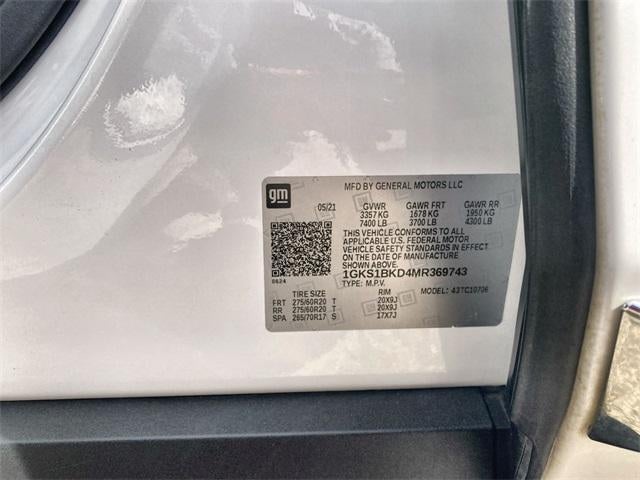 gm
MFD BY GENERAL MOTORS LLC
05/21 GVWR GAWR FRT GAWR RR
3357 KG 1678 KG 1950 KG
7400 LB 3700 LB 4300 LB
THIS VEHICLE CONFORMS TO ALL
APPLICABLE U.S. FEDERAL MOTOR
VEHICLE SAFETY STANDARDS IN EFFECT
ON THE DATE OF MANUFACTURE
SHOWN ABOVE.
1GKS1BKD4MR369743
0624
TYPE: M.P.V. MODEL: 43TC10706
TIRE SIZE RIM
FRT 275/60R20 T 20X9J
RR 275/60R20 T 20X9J
SPA 265/70R17 S 17X7J